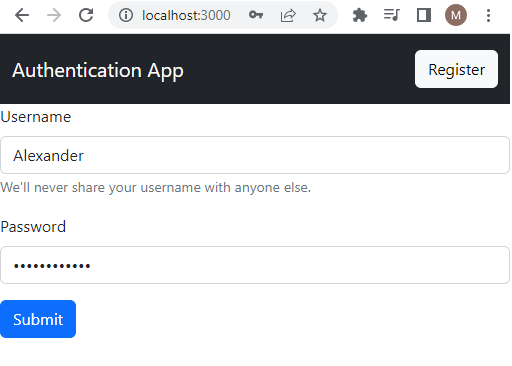 localhost:3000
M
Authentication App
Register
Username
Alexander
We'll never share your username with anyone else.
Password
••••••••••••
Submit